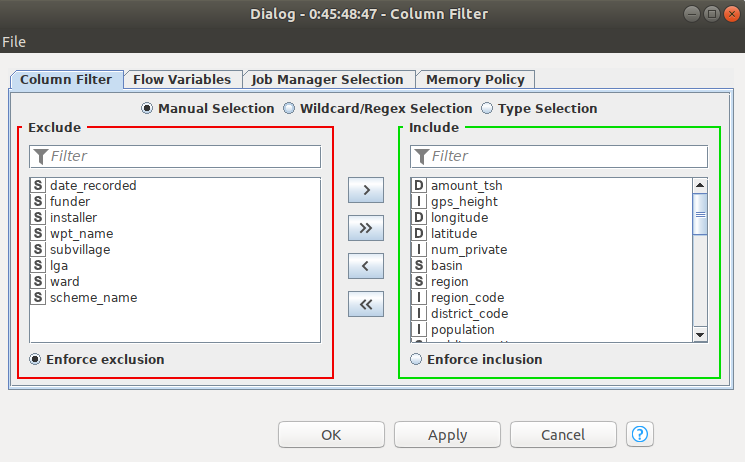 Dialog - 0:45:48:47 - Column Filter
File
Column Filter Flow Variables Job Manager Selection Memory Policy
Manual Selection Wildcard/Regex Selection Type Selection
Exclude
Filter
S date_recorded
S funder
S installer
S wpt_name
S subvillage
S lga
S ward
S scheme_name
Enforce exclusion
>
>>
<
<<
Include
Filter
D amount_tsh
I gps_height
D longitude
D latitude
I num_private
S basin
S region
I region_code
I district_code
I population
Enforce inclusion
OK Apply Cancel ?